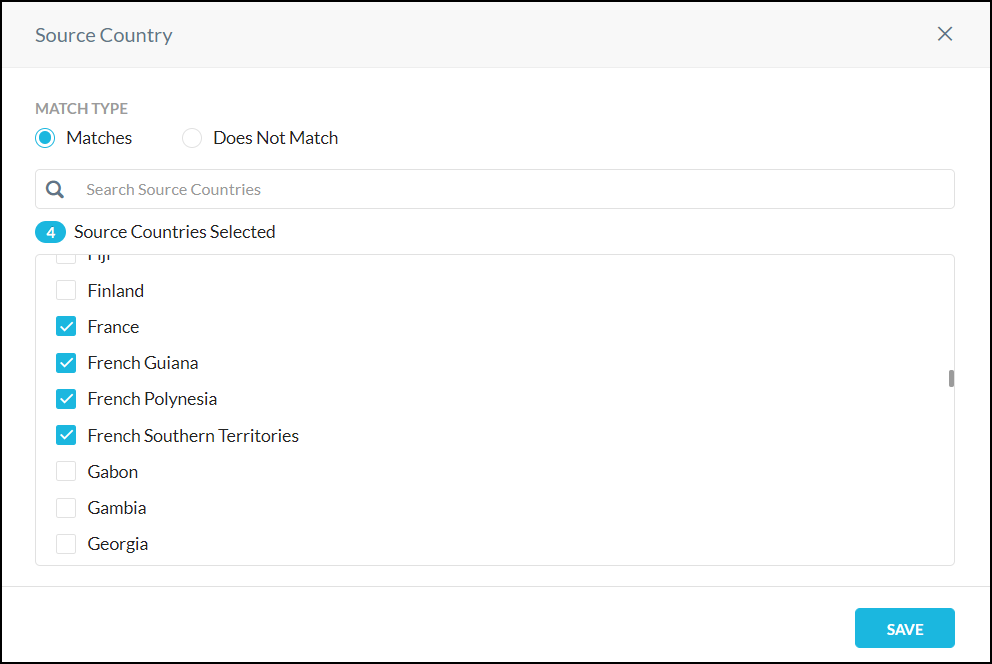 Source Country
MATCH TYPE
Matches Does Not Match
Search Source Countries
4 Source Countries Selected
Finland
France
French Guiana
French Polynesia
French Southern Territories
Gabon
Gambia
Georgia
SAVE